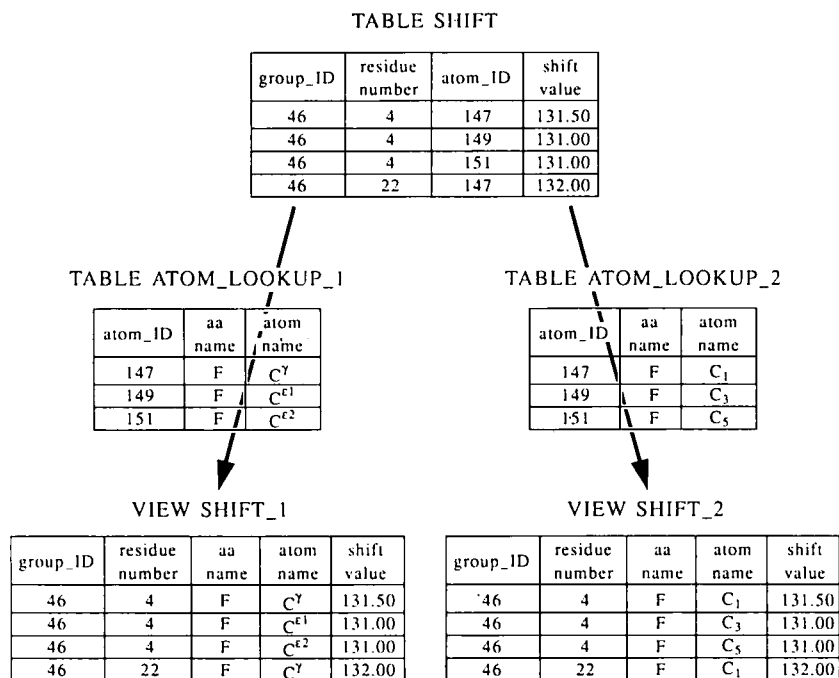 TABLE SHIFT
group_ID residue number atom_ID shift value
46 4 147 131.50
46 4 149 131.00
46 4 151 131.00
46 22 147 132.00
TABLE ATOM_LOOKUP_1
atom_ID aa name atom name
147 F Cγ
149 F Cε1
151 F Cε2
TABLE ATOM_LOOKUP_2
atom_ID aa name atom name
147 F C1
149 F C3
151 F C5
VIEW SHIFT_1
group_ID residue number aa name atom name shift value
46 4 F Cγ 131.50
46 4 F Cε1 131.00
46 4 F Cε2 131.00
46 22 F Cγ 132.00
VIEW SHIFT_2
group_ID residue number aa name atom name shift value
46 4 F C1 131.50
46 4 F C3 131.00
46 4 F C5 131.00
46 22 F C1 132.00